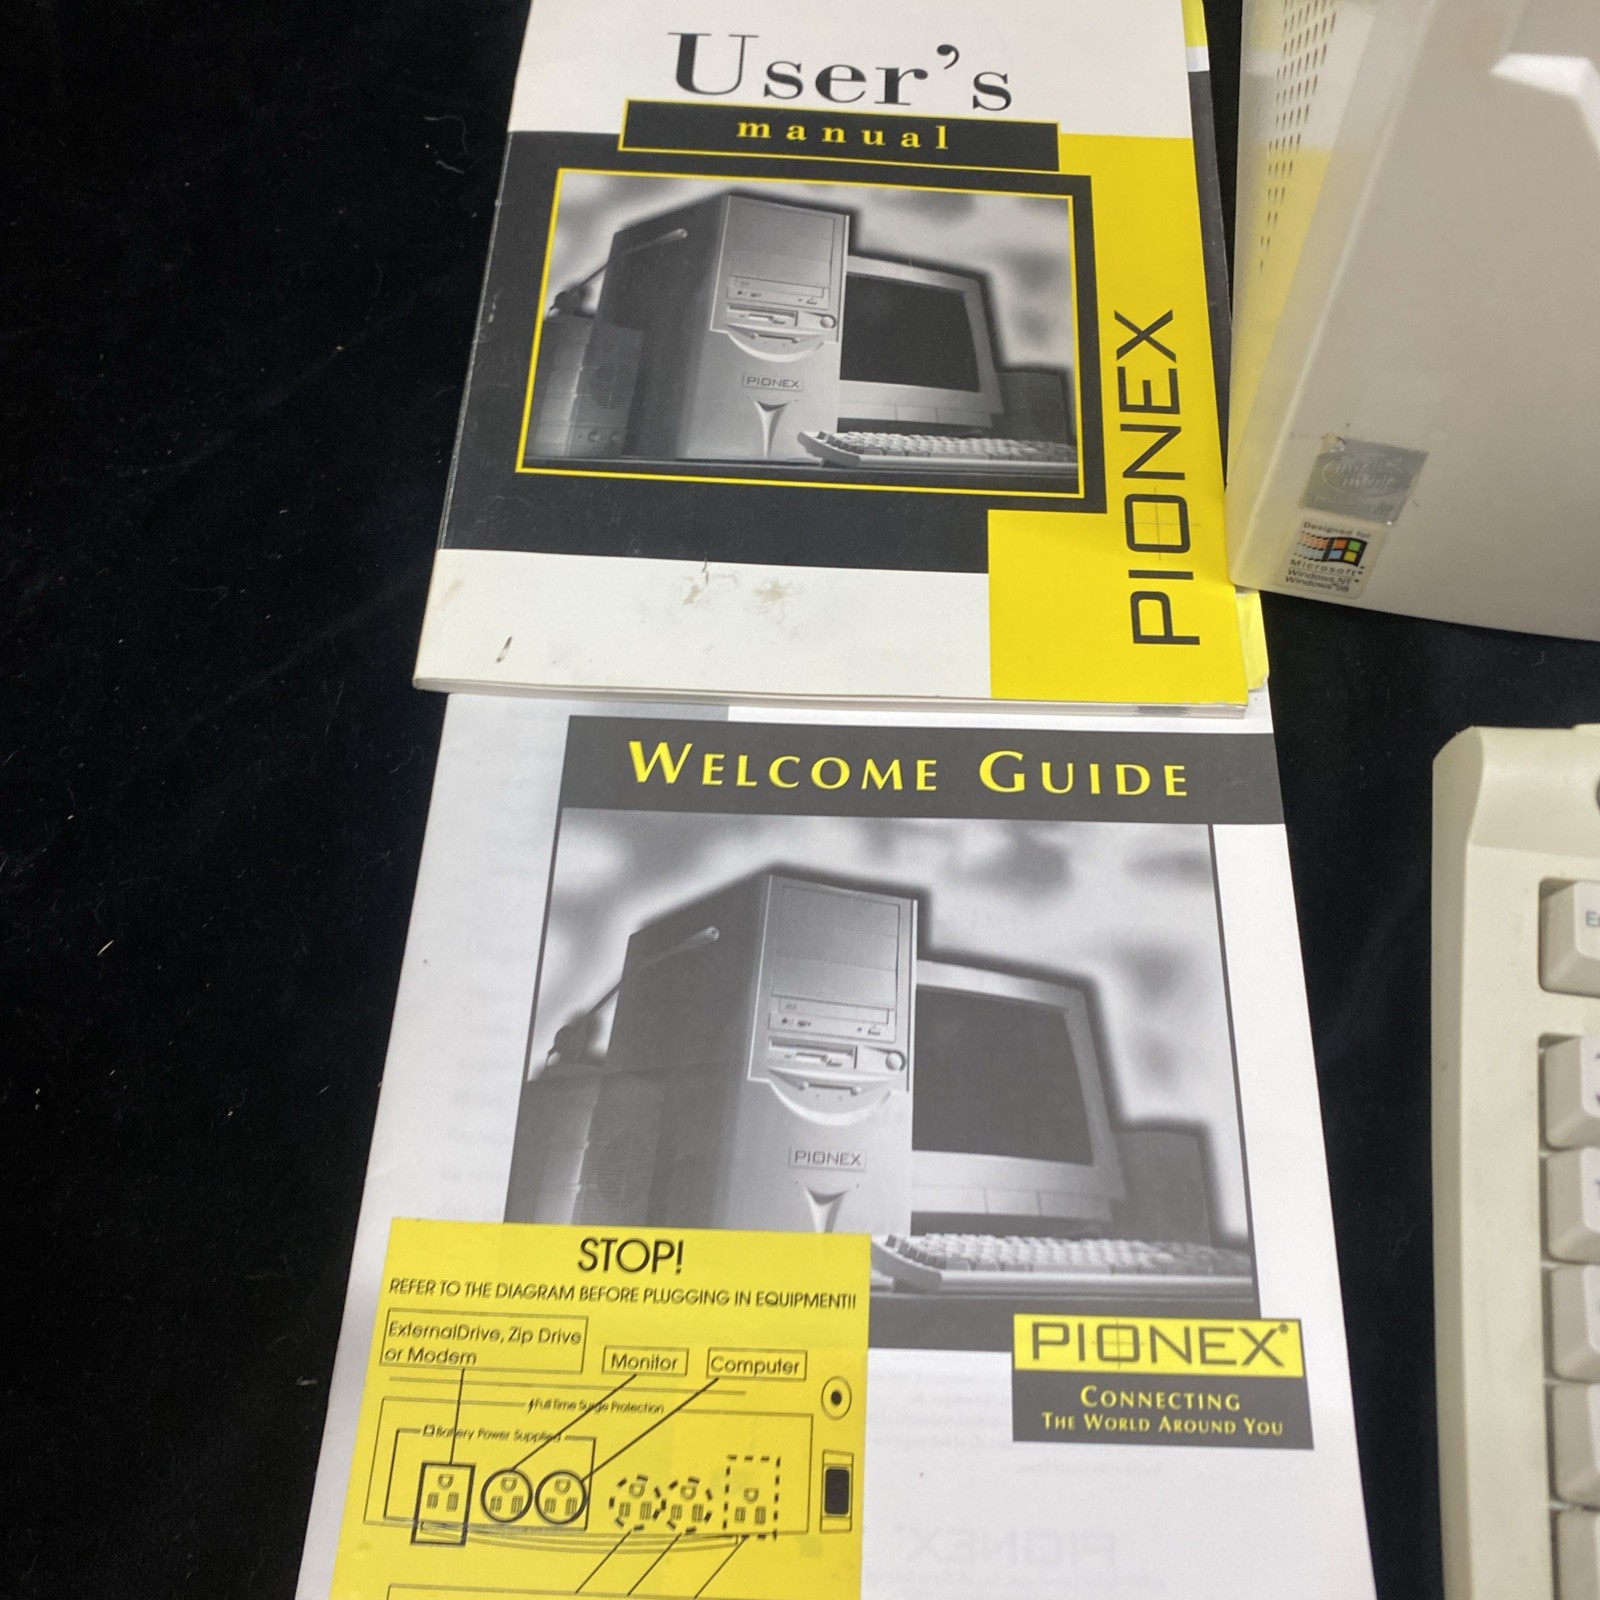 User's
manual
PIONEX
PIONEX
intel
inside
Designed for
Microsoft®
Windows NT®
Windows®98
WELCOME GUIDE
PIONEX
STOP!
REFER TO THE DIAGRAM BEFORE PLUGGING IN EQUIPMENT!!
ExternalDrive, Zip Drive
or Modem
Monitor
Computer
Full Time Surge Protection
Battery Power Supplied
PIONEX®
CONNECTING
THE WORLD AROUND YOU